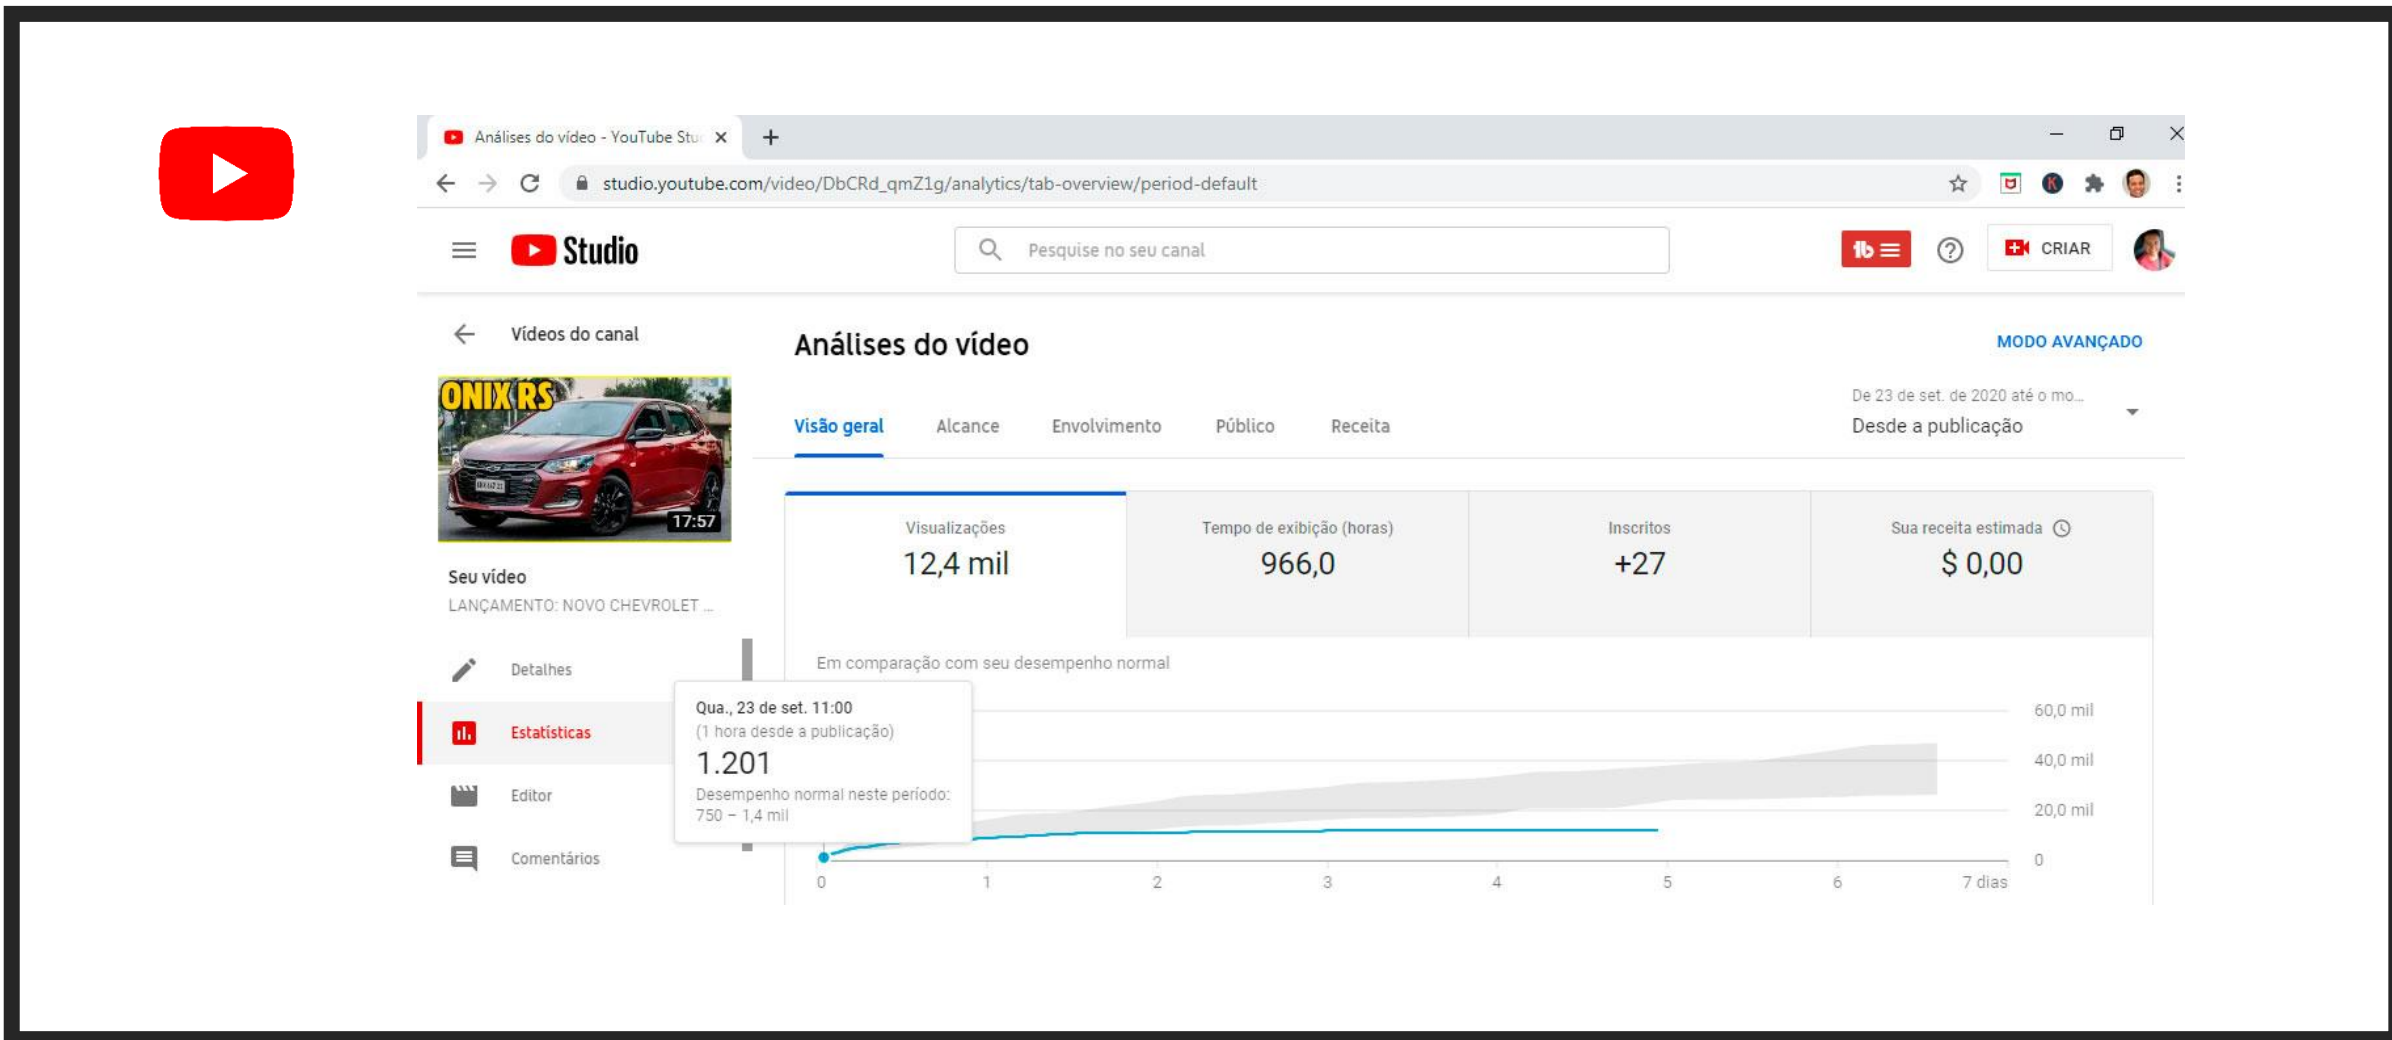 Análises do vídeo - YouTube Stu
studio.youtube.com/video/DbCRd_qmZ1g/analytics/tab-overview/period-default
Studio
Pesquise no seu canal
CRIAR
Vídeos do canal
Análises do vídeo
MODO AVANÇADO
De 23 de set. de 2020 até o mo...
Desde a publicação
Visão geral
Alcance
Envolvimento
Público
Receita
ONIX RS
17:57
Seu vídeo
LANÇAMENTO: NOVO CHEVROLET ...
Visualizações
12,4 mil
Tempo de exibição (horas)
966,0
Inscritos
+27
Sua receita estimada
$ 0,00
Detalhes
Estatísticas
Editor
Comentários
Em comparação com seu desempenho normal
Qua., 23 de set. 11:00
(1 hora desde a publicação)
1.201
Desempenho normal neste período:
750 – 1,4 mil
60,0 mil
40,0 mil
20,0 mil
0
0 1 2 3 4 5 6 7 dias